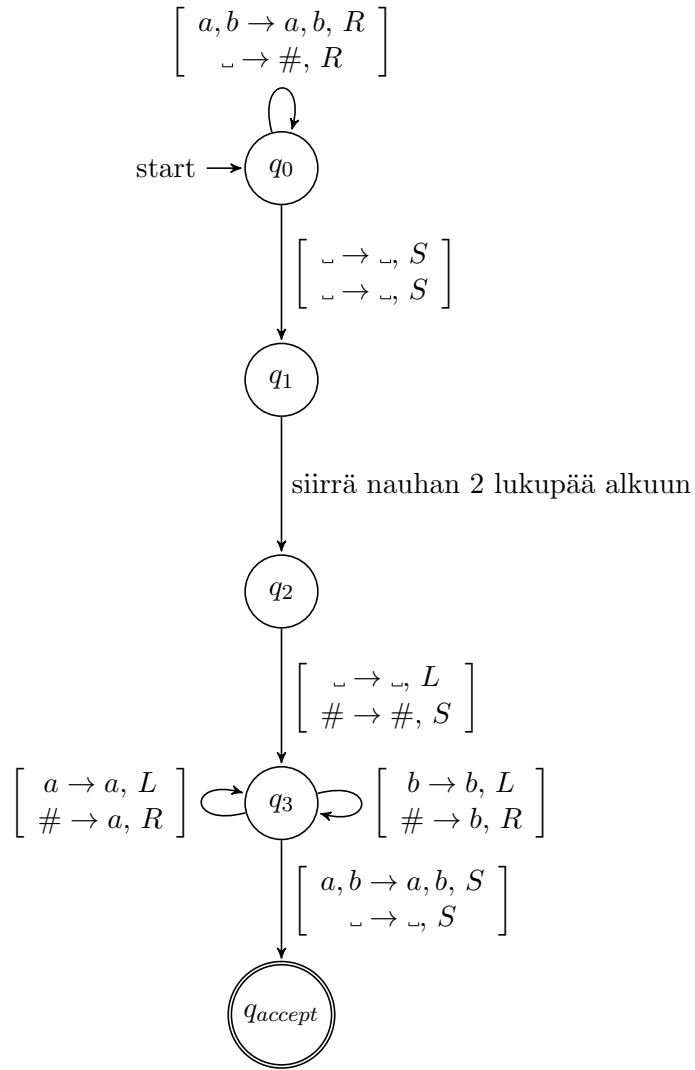 a, b → a, b, R
␣ → #, R
start
q0
␣ → ␣, S
␣ → ␣, S
q1
siirrä nauhan 2 lukupää alkuun
q2
␣ → ␣, L
# → #, S
a → a, L
# → a, R
q3
b → b, L
# → b, R
a, b → a, b, S
␣ → ␣, S
qaccept